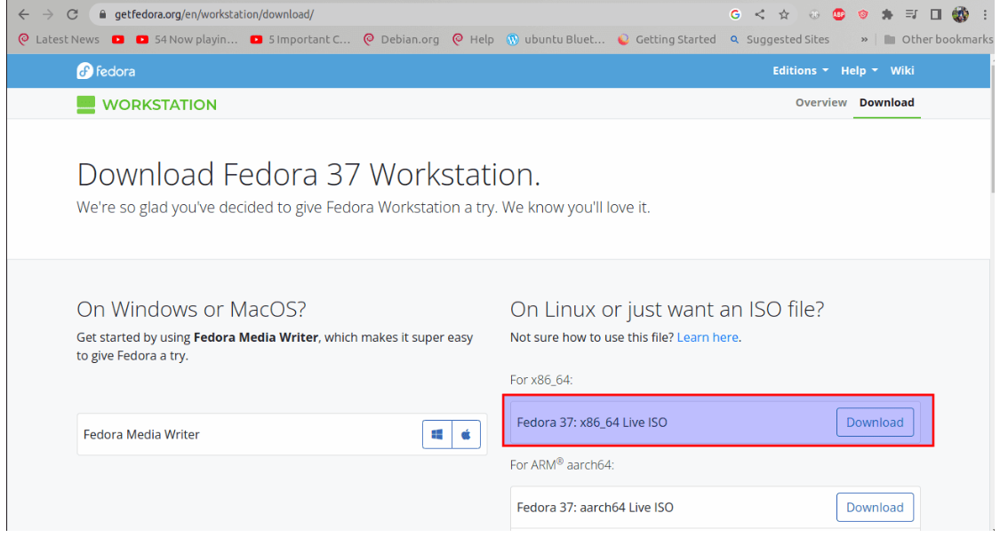 getfedora.org/en/workstation/download/
Latest News 54 Now playin... 5 Important C... Debian.org Help ubuntu Bluet... Getting Started Suggested Sites » Other bookmarks
fedora Editions Help Wiki
WORKSTATION Overview Download
Download Fedora 37 Workstation.
We're so glad you've decided to give Fedora Workstation a try. We know you'll love it.
On Windows or MacOS?
Get started by using Fedora Media Writer, which makes it super easy
to give Fedora a try.
Fedora Media Writer
On Linux or just want an ISO file?
Not sure how to use this file? Learn here.
For x86_64:
Fedora 37: x86_64 Live ISO Download
For ARM® aarch64:
Fedora 37: aarch64 Live ISO Download